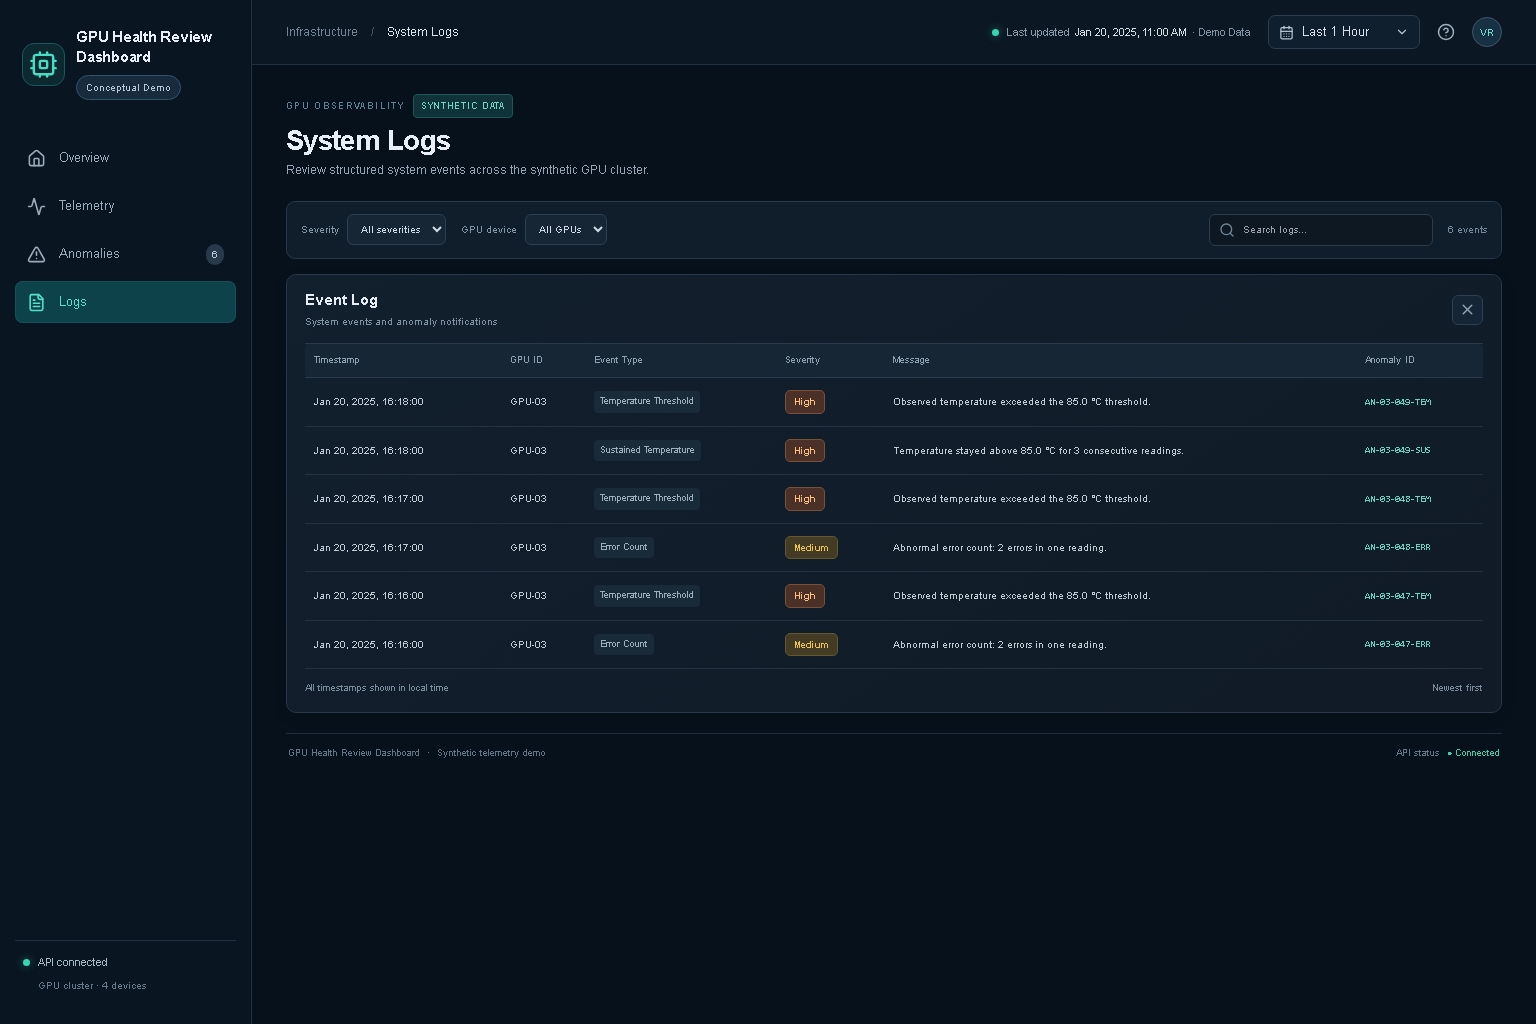 GPU Health Review
Dashboard
Conceptual Demo
Overview
Telemetry
Anomalies 6
Logs
API connected
GPU cluster · 4 devices
Infrastructure / System Logs
Last updated Jan 20, 2025, 11:00 AM · Demo Data
Last 1 Hour
VR
GPU OBSERVABILITY SYNTHETIC DATA
System Logs
Review structured system events across the synthetic GPU cluster.
Severity All severities GPU device All GPUs Search logs... 6 events
Event Log
System events and anomaly notifications
Timestamp GPU ID Event Type Severity Message Anomaly ID
Jan 20, 2025, 16:18:00 GPU-03 Temperature Threshold High Observed temperature exceeded the 85.0 °C threshold. AN-03-049-TEM
Jan 20, 2025, 16:18:00 GPU-03 Sustained Temperature High Temperature stayed above 85.0 °C for 3 consecutive readings. AN-03-049-SUS
Jan 20, 2025, 16:17:00 GPU-03 Temperature Threshold High Observed temperature exceeded the 85.0 °C threshold. AN-03-048-TEM
Jan 20, 2025, 16:17:00 GPU-03 Error Count Medium Abnormal error count: 2 errors in one reading. AN-03-048-ERR
Jan 20, 2025, 16:16:00 GPU-03 Temperature Threshold High Observed temperature exceeded the 85.0 °C threshold. AN-03-047-TEM
Jan 20, 2025, 16:16:00 GPU-03 Error Count Medium Abnormal error count: 2 errors in one reading. AN-03-047-ERR
All timestamps shown in local time Newest first
GPU Health Review Dashboard · Synthetic telemetry demo API status • Connected